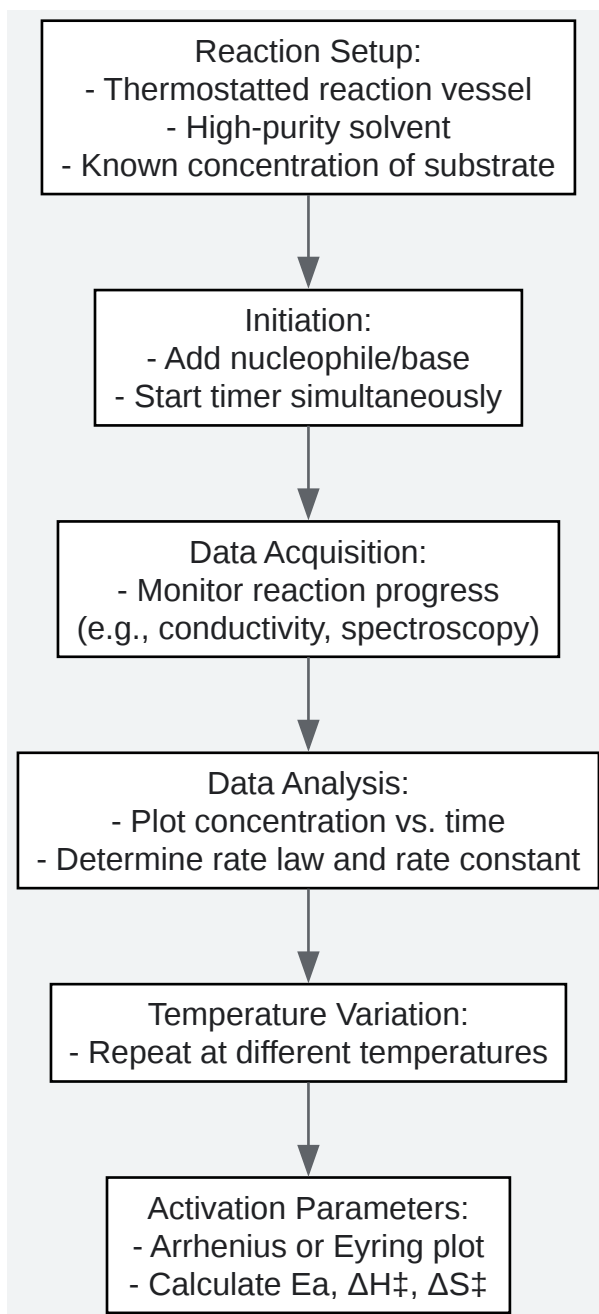 Reaction Setup:
- Thermostatted reaction vessel
- High-purity solvent
- Known concentration of substrate
Initiation:
- Add nucleophile/base
- Start timer simultaneously
Data Acquisition:
- Monitor reaction progress
(e.g., conductivity, spectroscopy)
Data Analysis:
- Plot concentration vs. time
- Determine rate law and rate constant
Temperature Variation:
- Repeat at different temperatures
Activation Parameters:
- Arrhenius or Eyring plot
- Calculate Ea, ΔH‡, ΔS‡